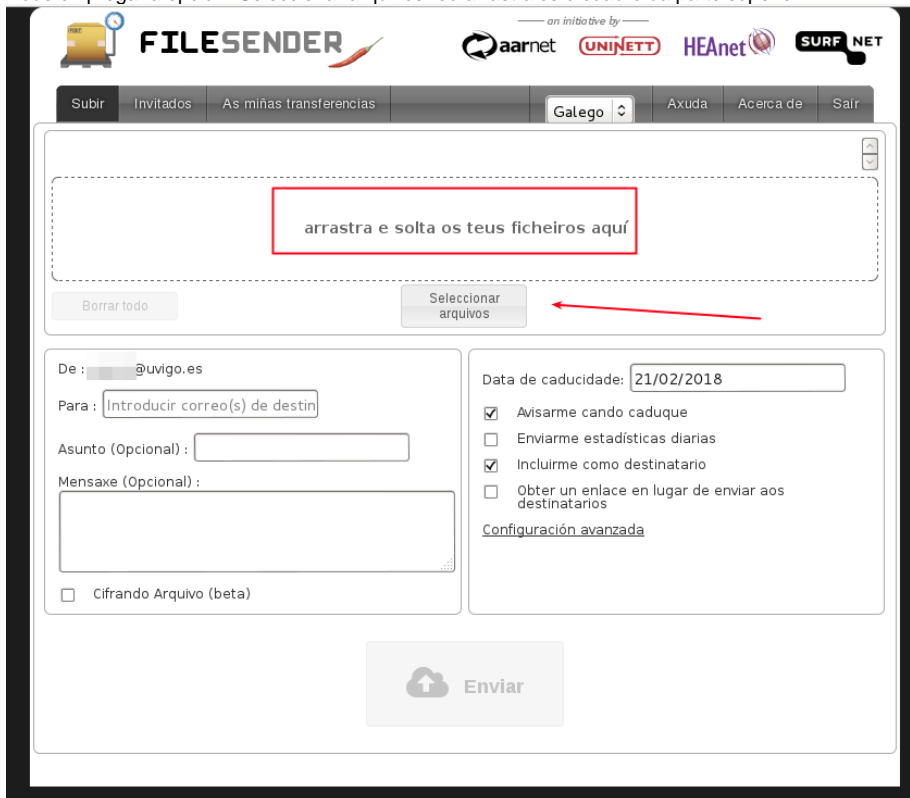 FILESENDER
an initiative by
aarnet UNINETT HEAnet SURF NET
Subir Invitados As miñas transferencias Galego Axuda Acerca de Saír
arrastra e solta os teus ficheiros aquí
Borrar todo
Seleccionar
arquivos
De : @uvigo.es
Para : Introducir correo(s) de destin
Asunto (Opcional) :
Mensaxe (Opcional) :
Cifrando Arquivo (beta)
Data de caducidade: 21/02/2018
Avisarme cando caduque
Enviarme estadísticas diarias
Incluirme como destinatario
Obter un enlace en lugar de enviar aos
destinatarios
Configuración avanzada
Enviar